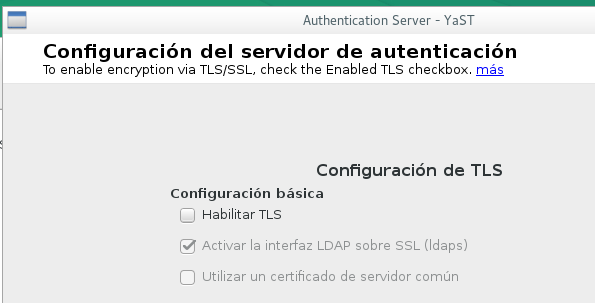 Authentication Server - YaST
Configuración del servidor de autenticación
To enable encryption via TLS/SSL, check the Enabled TLS checkbox. más
Configuración de TLS
Configuración básica
Habilitar TLS
Activar la interfaz LDAP sobre SSL (ldaps)
Utilizar un certificado de servidor común